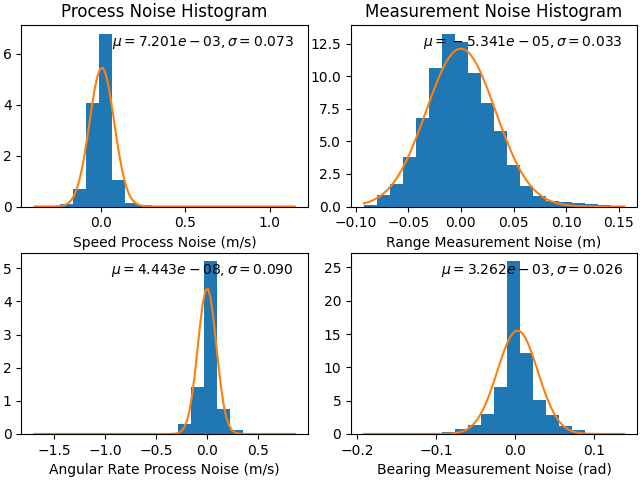 Process Noise Histogram
μ = 7.201e − 03, σ = 0.073
6
4
2
0
0.0 0.5 1.0
Speed Process Noise (m/s)
Measurement Noise Histogram
μ = − 5.341e − 05, σ = 0.033
12.5
10.0
7.5
5.0
2.5
0.0
−0.10 −0.05 0.00 0.05 0.10 0.15
Range Measurement Noise (m)
μ = 4.443e − 08, σ = 0.090
5
4
3
2
1
0
−1.5 −1.0 −0.5 0.0 0.5
Angular Rate Process Noise (m/s)
μ = 3.262e − 03, σ = 0.026
25
20
15
10
5
0
−0.2 −0.1 0.0 0.1
Bearing Measurement Noise (rad)